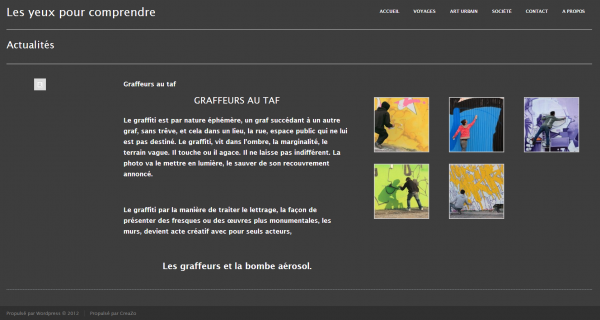 Les yeux pour comprendre
ACCUEIL VOYAGES ART URBAIN SOCIÉTÉ CONTACT A PROPOS
Actualités
Graffeurs au taf
GRAFFEURS AU TAF
Le graffiti est par nature éphémère, un graf succédant à un autre
graf, sans trêve, et cela dans un lieu, la rue, espace public qui ne lui
est pas destiné. Le graffiti, vit dans l'ombre, la marginalité, le
terrain vague. Il touche ou il agace. Il ne laisse pas indifférent. La
photo va le mettre en lumière, le sauver de son recouvrement
annoncé.
Le graffiti par la manière de traiter le lettrage, la façon de
présenter des fresques ou des œuvres plus monumentales, les
murs, devient acte créatif avec pour seuls acteurs,
Les graffeurs et la bombe aérosol.
Propulsé par Wordpress © 2012 Propulsé par Creazo